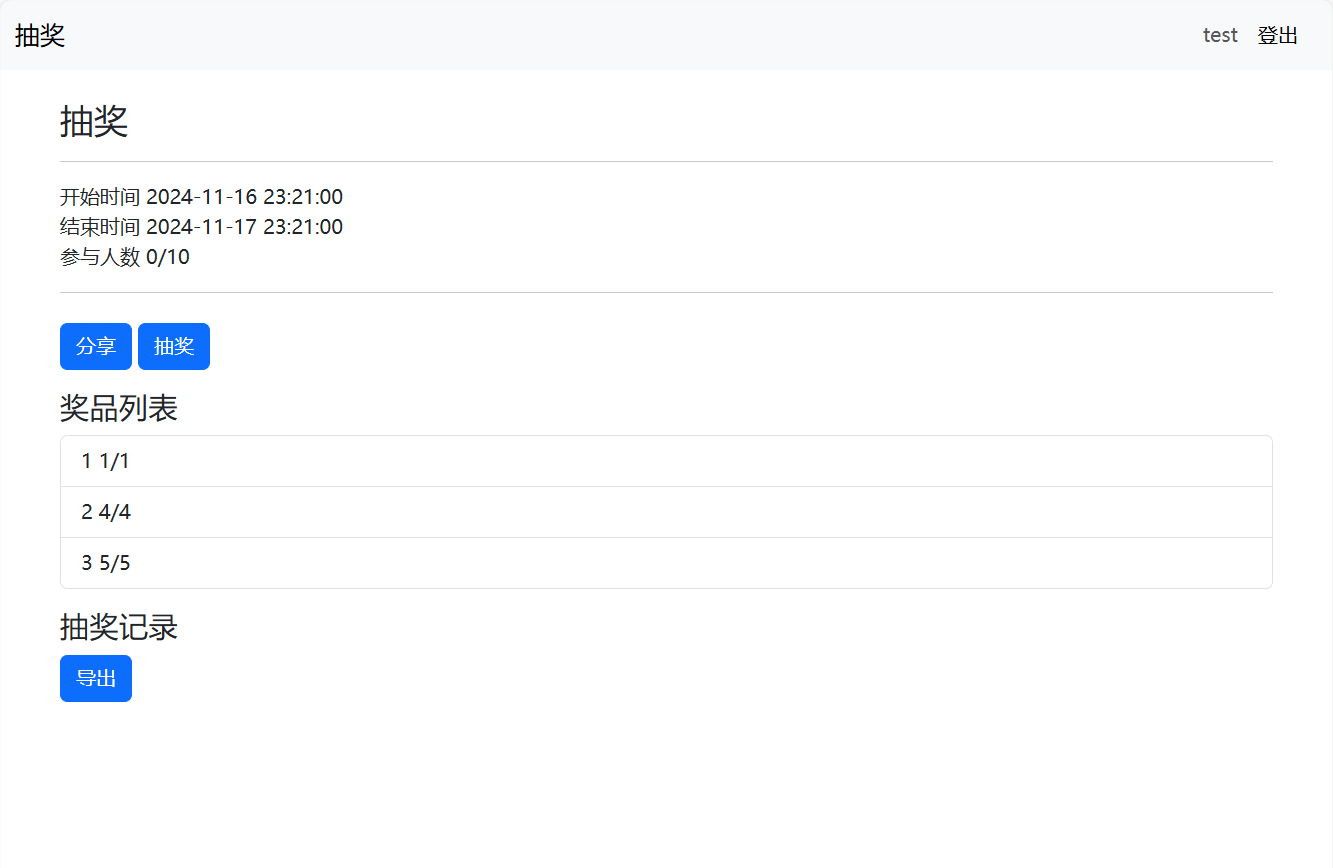 抽奖
test 登出
抽奖
开始时间 2024-11-16 23:21:00
结束时间 2024-11-17 23:21:00
参与人数 0/10
分享 抽奖
奖品列表
1 1/1
2 4/4
3 5/5
抽奖记录
导出